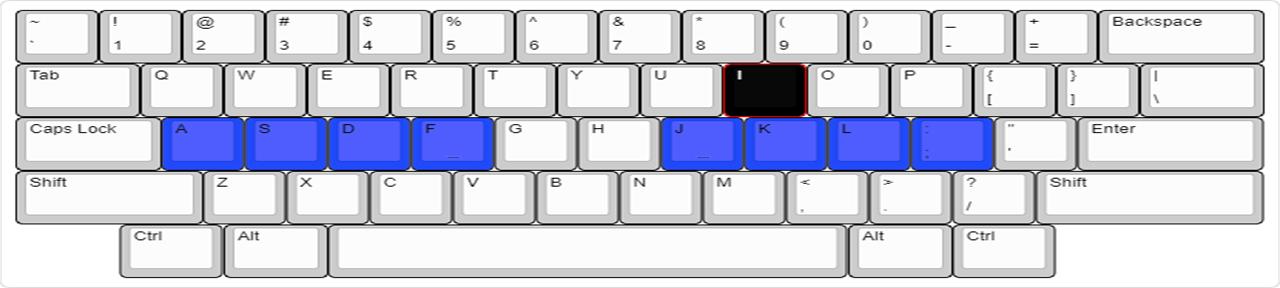 ~ ! @ # $ % ^ & * ( ) _ + Backspace
` 1 2 3 4 5 6 7 8 9 0 - =
Tab Q W E R T Y U I O P { } |
[ ] \
Caps Lock A S D F G H J K L : " Enter
_ _ ; '
Shift Z X C V B N M < > ? Shift
, . /
Ctrl Alt Alt Ctrl